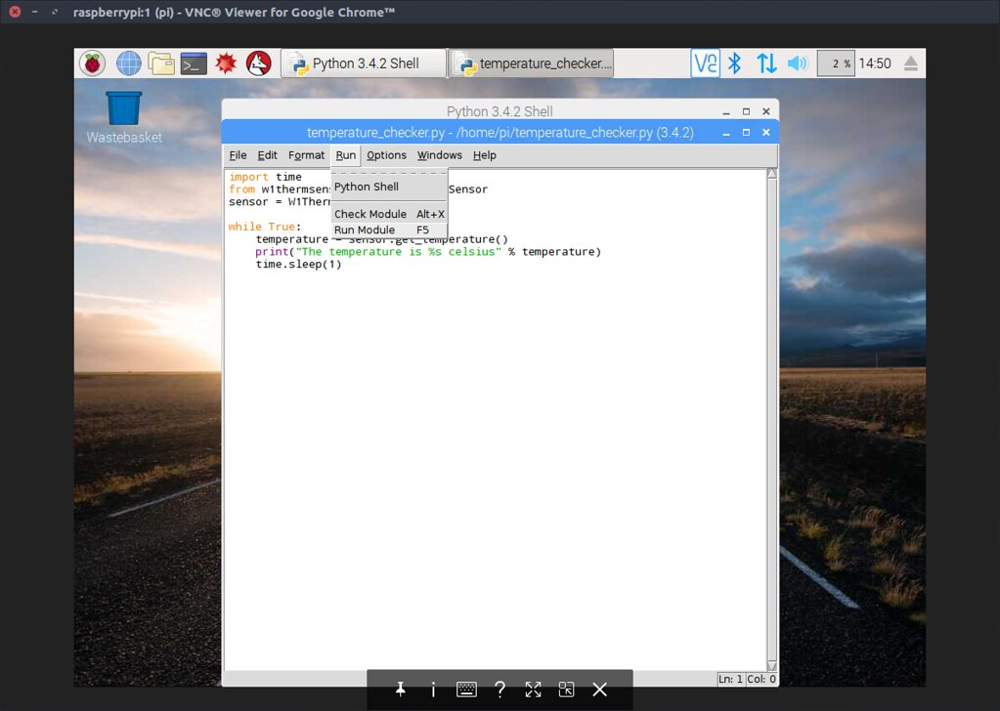 raspberrypi:1 (pi) - VNC® Viewer for Google Chrome™
Python 3.4.2 Shell
temperature_checker....
2 %
14:50
Wastebasket
Python 3.4.2 Shell
temperature_checker.py - /home/pi/temperature_checker.py (3.4.2)
File Edit Format Run Options Windows Help
Python Shell
Check Module Alt+X
Run Module F5
import time
from w1thermsen Sensor
sensor = W1Ther
while True:
temperature = sensor.get_temperature()
print("The temperature is %s celsius" % temperature)
time.sleep(1)
Ln: 1 Col: 0